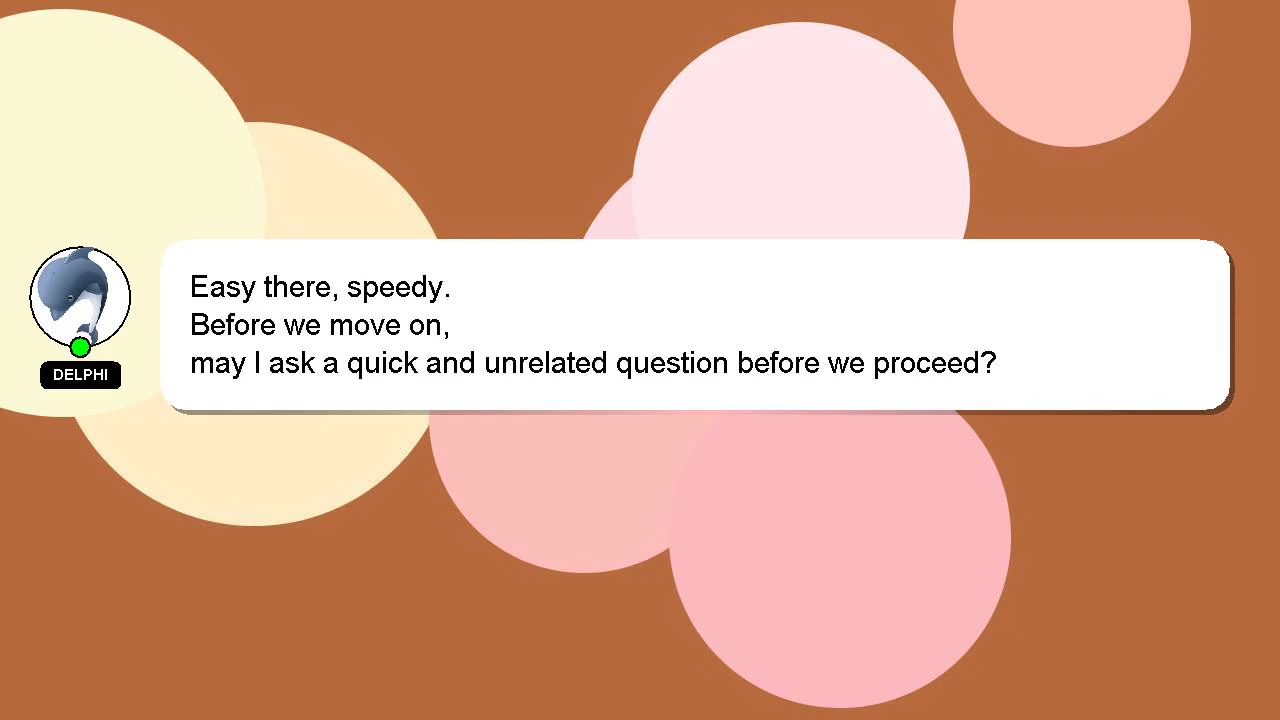 Easy there, speedy.
Before we move on,
may I ask a quick and unrelated question before we proceed?
DELPHI